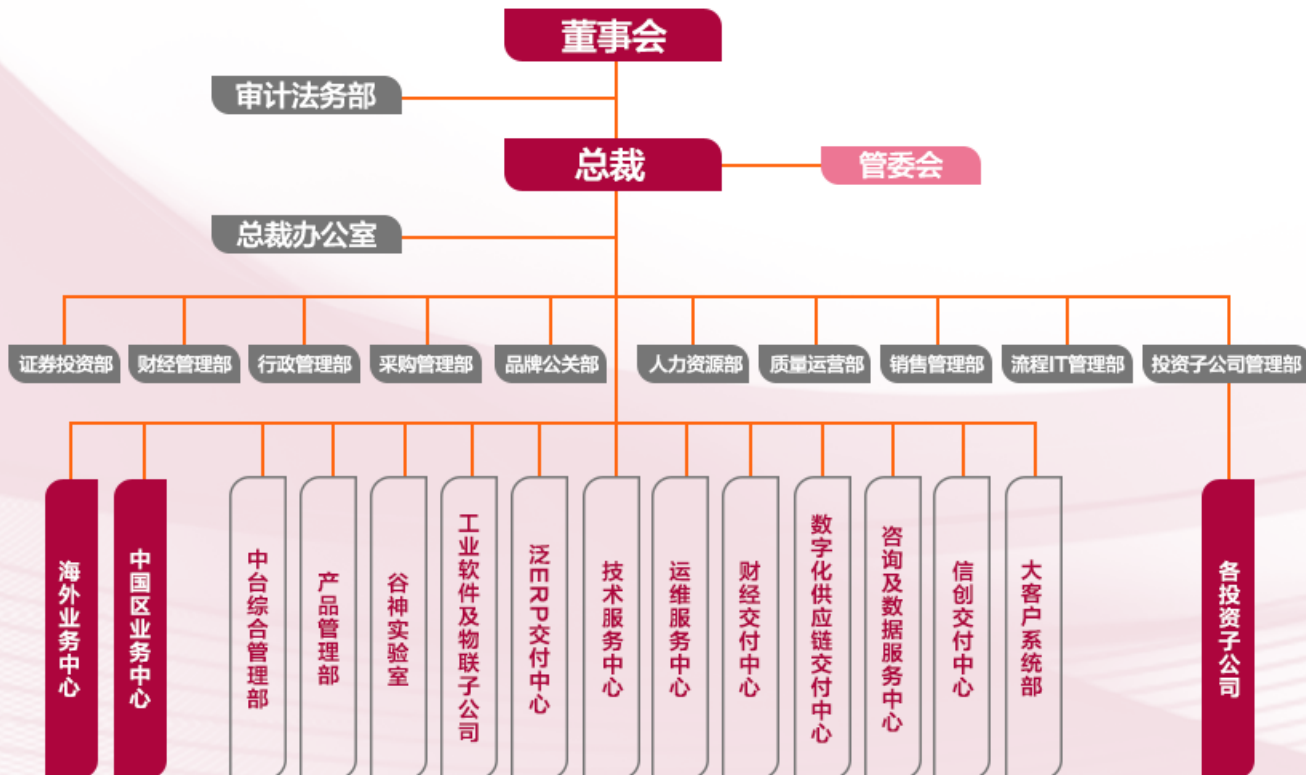 董事会
审计法务部
总裁
管委会
总裁办公室
证券投资部
财经管理部
行政管理部
采购管理部
品牌公关部
人力资源部
质量运营部
销售管理部
流程IT管理部
投资子公司管理部
海外业务中心
中国区业务中心
中台综合管理部
产品管理部
谷神实验室
工业软件及物联子公司
泛ERP交付中心
技术服务中心
运维服务中心
财经交付中心
数字化供应链交付中心
咨询及数据服务中心
信创交付中心
大客户系统部
各投资子公司